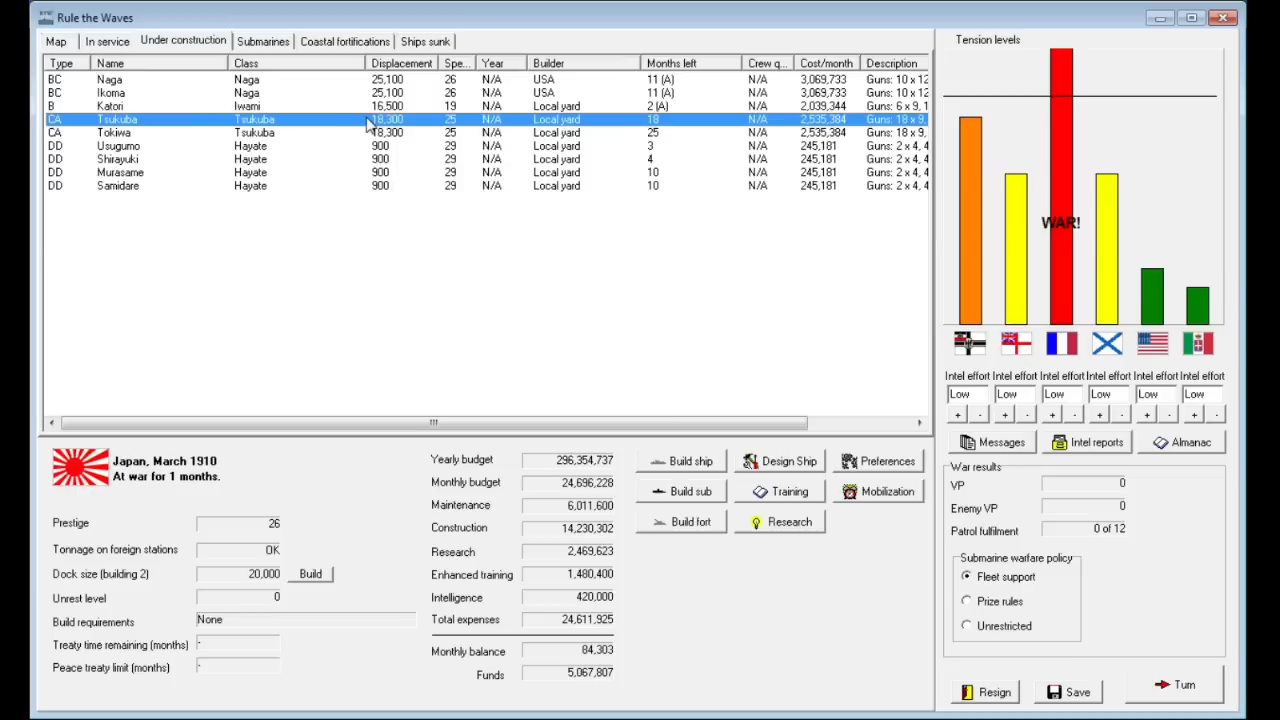 Rule the Waves
Map In service Under construction Submarines Coastal fortifications Ships sunk
Type Name Class Displacement Spe... Year Builder Months left Crew q... Cost/month Description
BC Naga Naga 25,100 26 N/A USA 11 (A) N/A 3,069,733 Guns: 10 x 12
BC Ikoma Naga 25,100 26 N/A USA 11 (A) N/A 3,069,733 Guns: 10 x 12
B Katori Iwami 16,500 19 N/A Local yard 2 (A) N/A 2,039,344 Guns: 6 x 9, 1
CA Tsukuba Tsukuba 18,300 25 N/A Local yard 18 N/A 2,535,384 Guns: 18 x 9,
CA Tokiwa Tsukuba 18,300 25 N/A Local yard 25 N/A 2,535,384 Guns: 18 x 9,
DD Usugumo Hayate 900 29 N/A Local yard 3 N/A 245,181 Guns: 2 x 4, 4
DD Shirayuki Hayate 900 29 N/A Local yard 4 N/A 245,181 Guns: 2 x 4, 4
DD Murasame Hayate 900 29 N/A Local yard 10 N/A 245,181 Guns: 2 x 4, 4
DD Samidare Hayate 900 29 N/A Local yard 10 N/A 245,181 Guns: 2 x 4, 4
Japan, March 1910
At war for 1 months.
Prestige 26
Tonnage on foreign stations OK
Dock size (building 2) 20,000 Build
Unrest level 0
Build requirements None
Treaty time remaining (months) -
Peace treaty limit (months) -
Yearly budget 296,354,737
Monthly budget 24,696,228
Maintenance 6,011,600
Construction 14,230,302
Research 2,469,623
Enhanced training 1,480,400
Intelligence 420,000
Total expenses 24,611,925
Monthly balance 84,303
Funds 5,067,807
Build ship Design Ship Preferences
Build sub Training Mobilization
Build fort Research
Tension levels
WAR!
Intel effort Intel effort Intel effort Intel effort Intel effort Intel effort
Low Low Low Low Low Low
+ - + - + - + - + - + -
Messages Intel reports Almanac
War results
VP 0
Enemy VP 0
Patrol fulfilment 0 of 12
Submarine warfare policy
Fleet support
Prize rules
Unrestricted
Resign Save Turn